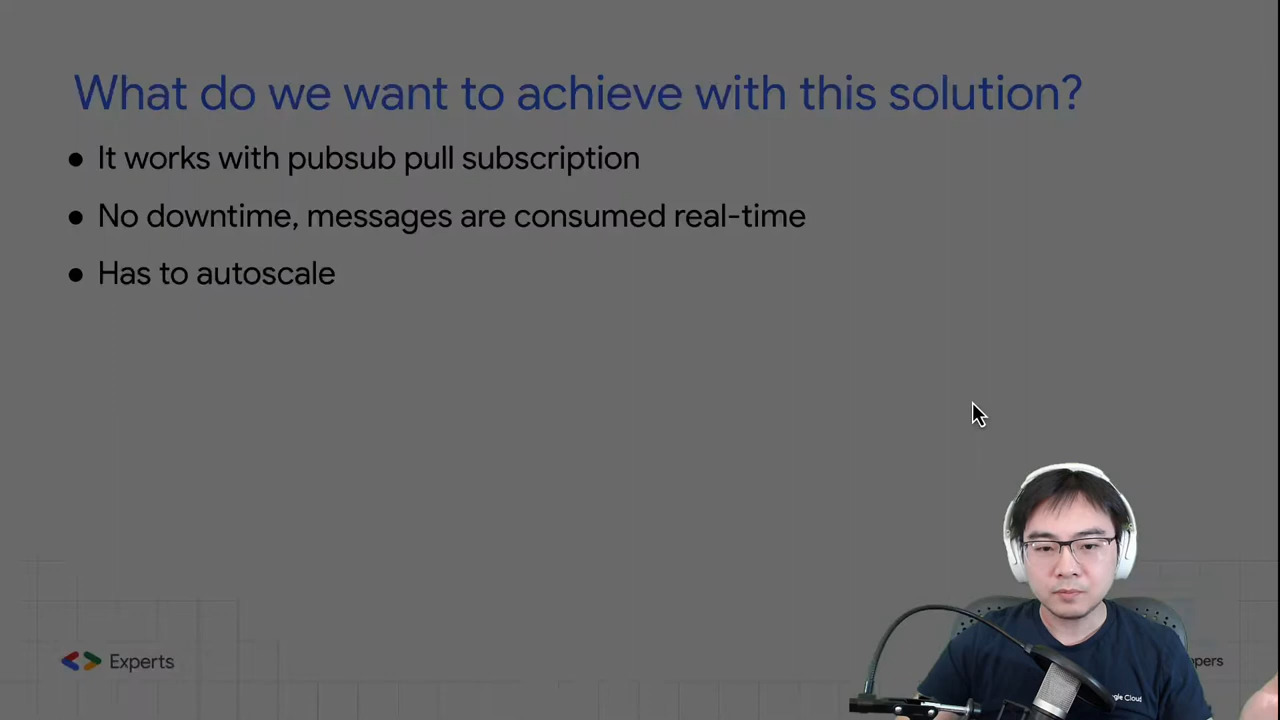 What do we want to achieve with this solution?
● It works with pubsub pull subscription
● No downtime, messages are consumed real-time
● Has to autoscale
Experts